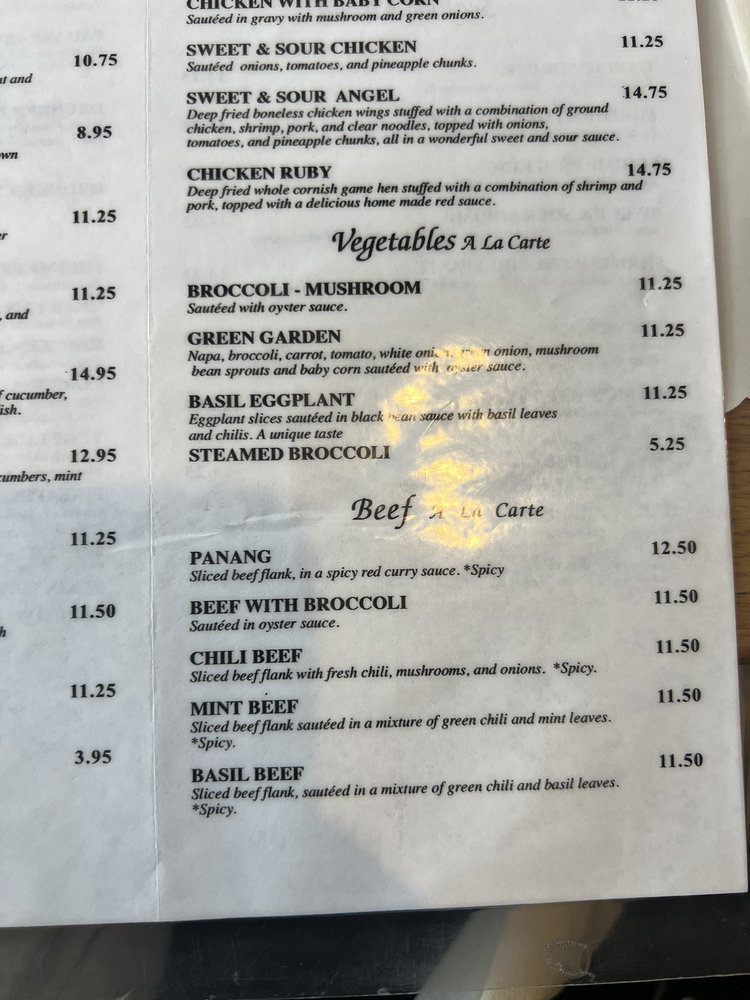 10.75
8.95
11.25
11.25
, and
14.95
f cucumber,
ish.
12.95
cumbers, mint
11.25
11.50
11.25
3.95
CHICKEN WITH BABY CORN
Sautéed in gravy with mushroom and green onions.
SWEET & SOUR CHICKEN 11.25
Sautéed onions, tomatoes, and pineapple chunks.
SWEET & SOUR ANGEL 14.75
Deep fried boneless chicken wings stuffed with a combination of ground
chicken, shrimp, pork, and clear noodles, topped with onions,
tomatoes, and pineapple chunks, all in a wonderful sweet and sour sauce.
CHICKEN RUBY 14.75
Deep fried whole cornish game hen stuffed with a combination of shrimp and
pork, topped with a delicious home made red sauce.
Vegetables A La Carte
BROCCOLI - MUSHROOM 11.25
Sautéed with oyster sauce.
GREEN GARDEN 11.25
Napa, broccoli, carrot, tomato, white onion, green onion, mushroom
bean sprouts and baby corn sautéed with oyster sauce.
BASIL EGGPLANT 11.25
Eggplant slices sautéed in black bean sauce with basil leaves
and chilis. A unique taste
STEAMED BROCCOLI 5.25
Beef A La Carte
PANANG 12.50
Sliced beef flank, in a spicy red curry sauce. *Spicy
BEEF WITH BROCCOLI 11.50
Sautéed in oyster sauce.
CHILI BEEF 11.50
Sliced beef flank with fresh chili, mushrooms, and onions. *Spicy.
MINT BEEF 11.50
Sliced beef flank sautéed in a mixture of green chili and mint leaves.
*Spicy.
BASIL BEEF 11.50
Sliced beef flank, sautéed in a mixture of green chili and basil leaves.
*Spicy.